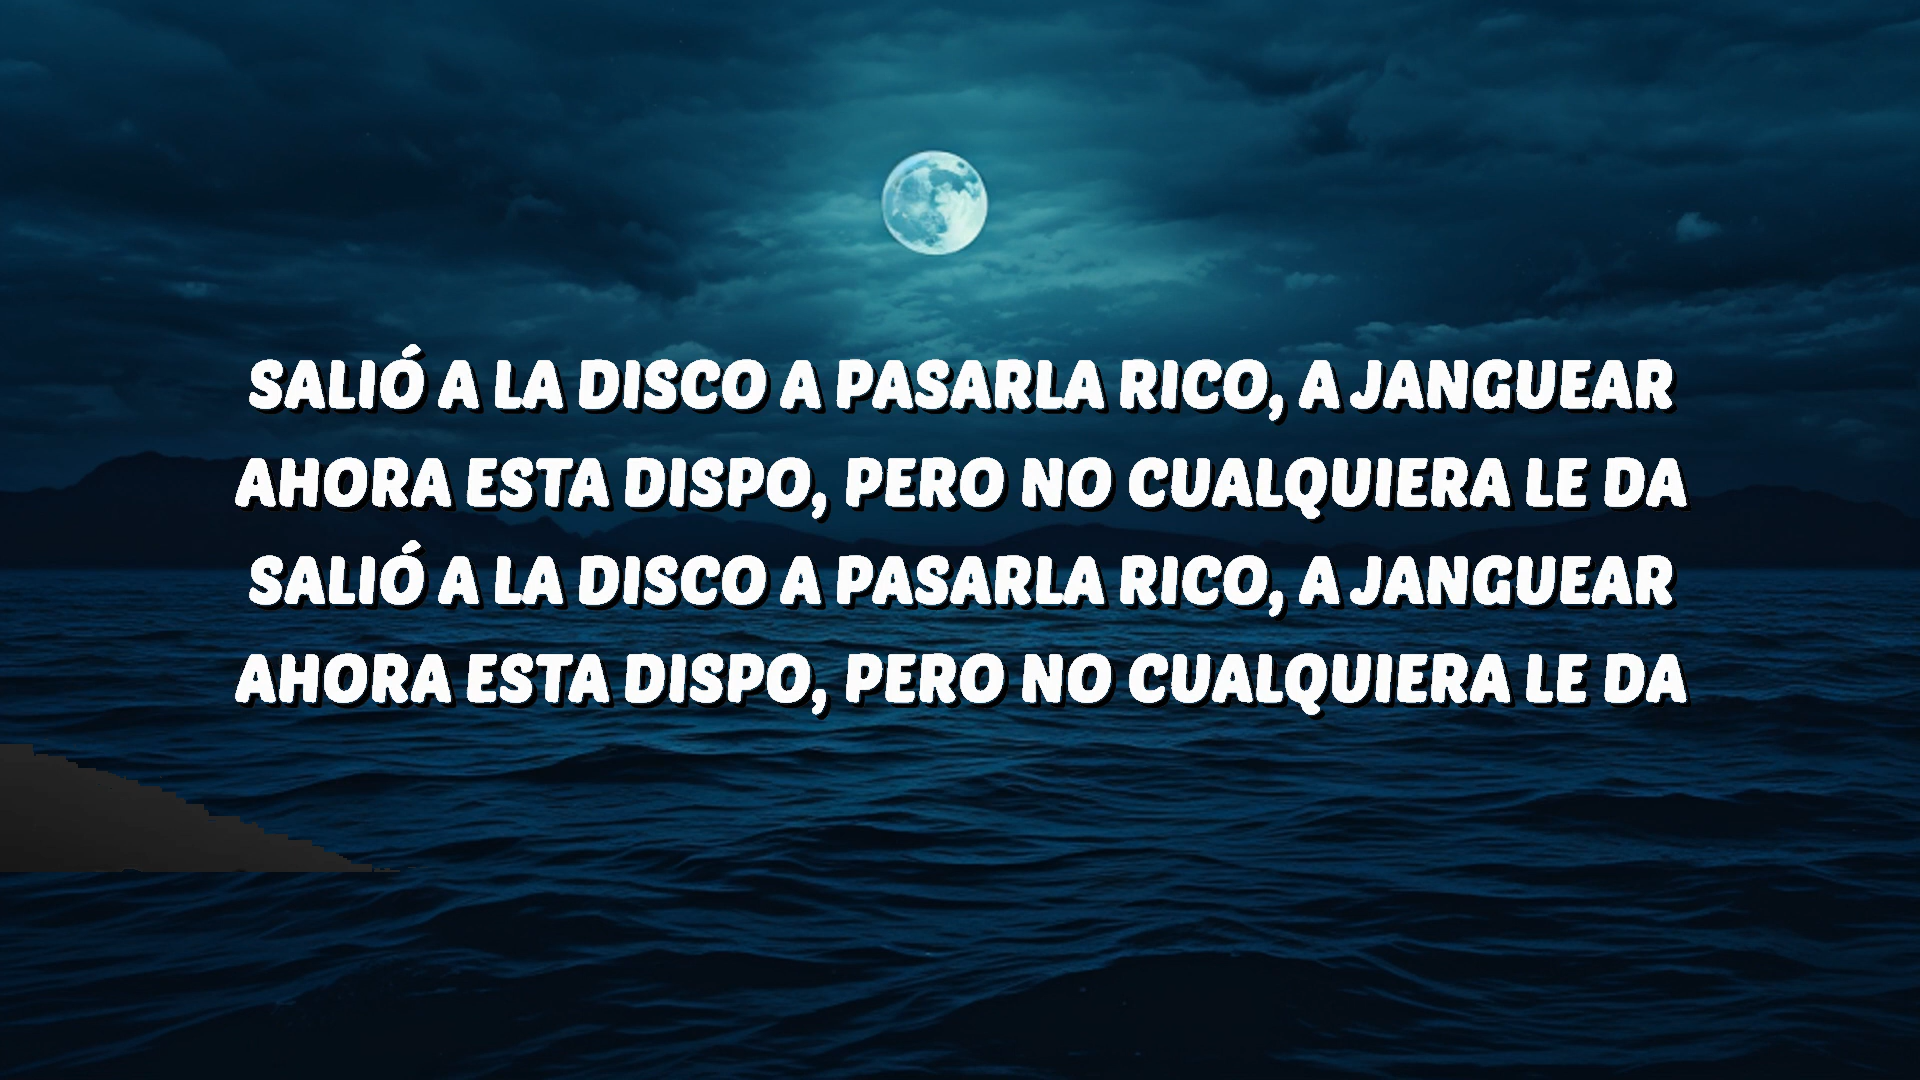 SALIÓ A LA DISCO A PASARLA RICO, A JANGUEAR
AHORA ESTA DISPO, PERO NO CUALQUIERA LE DA
SALIÓ A LA DISCO A PASARLA RICO, A JANGUEAR
AHORA ESTA DISPO, PERO NO CUALQUIERA LE DA